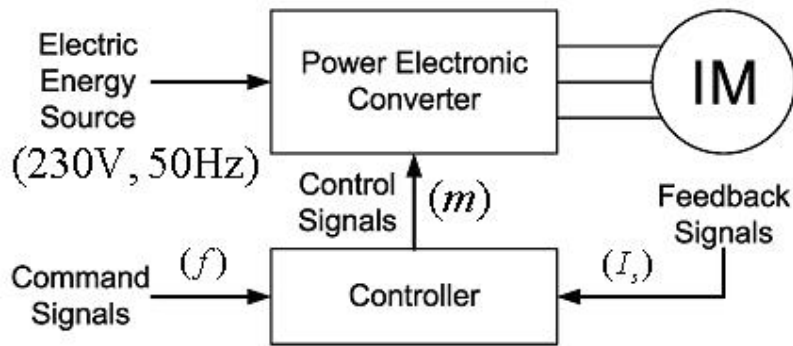 Electric
Energy
Source
(230V, 50Hz)
Power Electronic
Converter
IM
Control
Signals
(m)
Feedback
Signals
Command
Signals
(f)
Controller
(I_s)